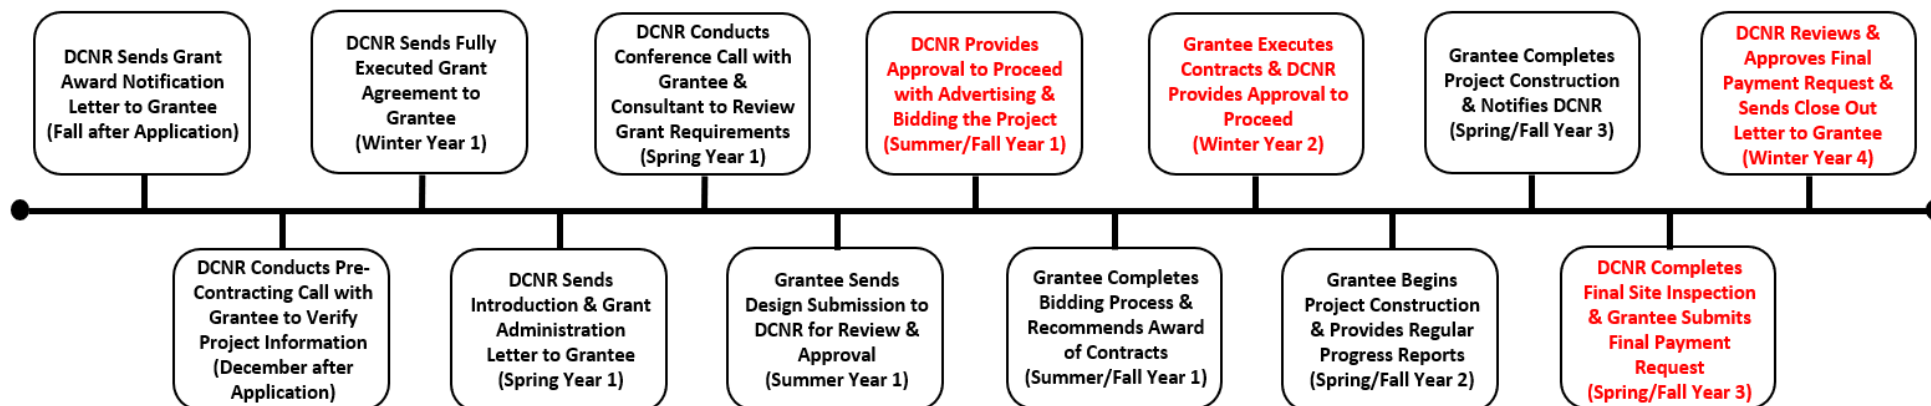 DCNR Sends Grant
Award Notification
Letter to Grantee
(Fall after Application)
DCNR Conducts Pre-
Contracting Call with
Grantee to Verify
Project Information
(December after
Application)
DCNR Sends Fully
Executed Grant
Agreement to
Grantee
(Winter Year 1)
DCNR Sends
Introduction & Grant
Administration
Letter to Grantee
(Spring Year 1)
DCNR Conducts
Conference Call with
Grantee &
Consultant to Review
Grant Requirements
(Spring Year 1)
Grantee Sends
Design Submission to
DCNR for Review &
Approval
(Summer Year 1)
DCNR Provides
Approval to Proceed
with Advertising &
Bidding the Project
(Summer/Fall Year 1)
Grantee Completes
Bidding Process &
Recommends Award
of Contracts
(Summer/Fall Year 1)
Grantee Executes
Contracts & DCNR
Provides Approval to
Proceed
(Winter Year 2)
Grantee Begins
Project Construction
& Provides Regular
Progress Reports
(Spring/Fall Year 2)
Grantee Completes
Project Construction
& Notifies DCNR
(Spring/Fall Year 3)
DCNR Completes
Final Site Inspection
& Grantee Submits
Final Payment
Request
(Spring/Fall Year 3)
DCNR Reviews &
Approves Final
Payment Request &
Sends Close Out
Letter to Grantee
(Winter Year 4)